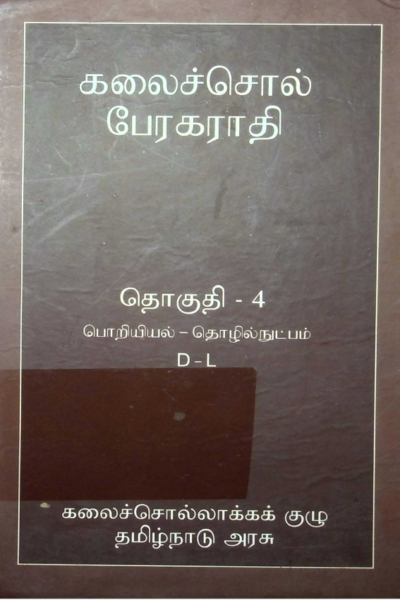 கலைச்சொல்
பேரகராதி
தொகுதி - 4
பொறியியல் – தொழில்நுட்பம்
D - L
கலைச்சொல்லாக்கக் குழு
தமிழ்நாடு அரசு